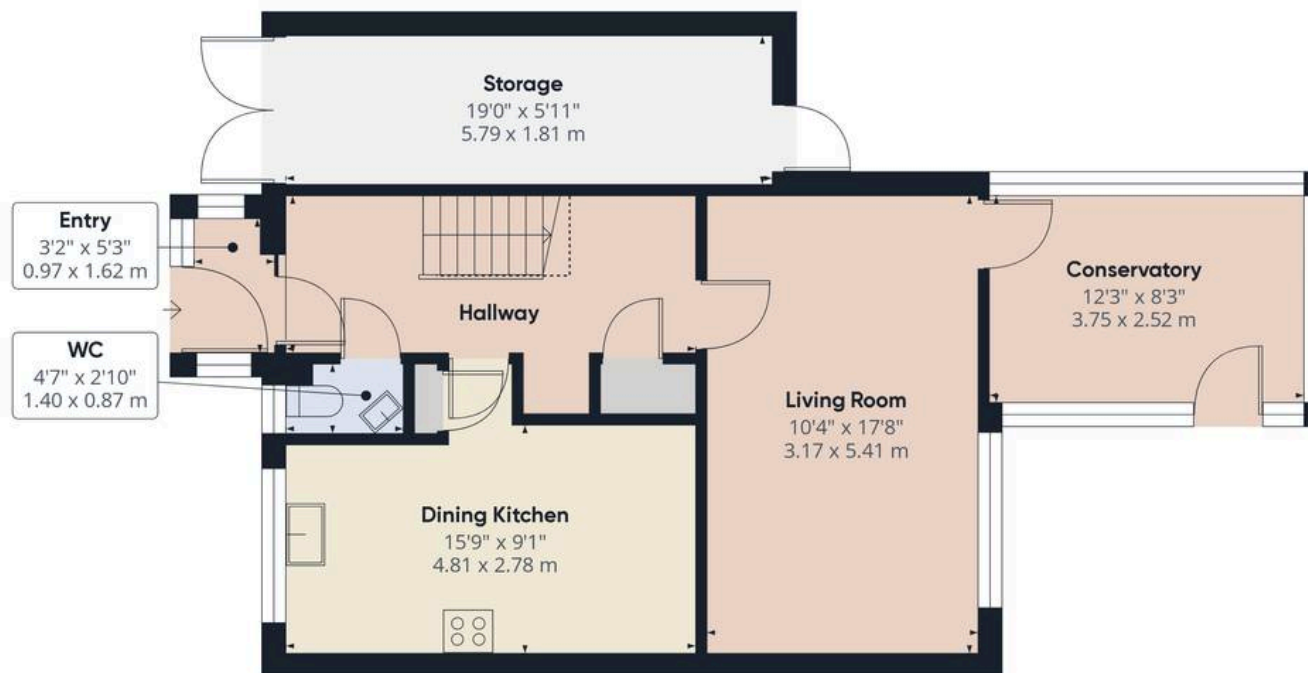 Storage
19'0" x 5'11"
5.79 x 1.81 m
Entry
3'2" x 5'3"
0.97 x 1.62 m
WC
4'7" x 2'10"
1.40 x 0.87 m
Hallway
Conservatory
12'3" x 8'3"
3.75 x 2.52 m
Living Room
10'4" x 17'8"
3.17 x 5.41 m
Dining Kitchen
15'9" x 9'1"
4.81 x 2.78 m